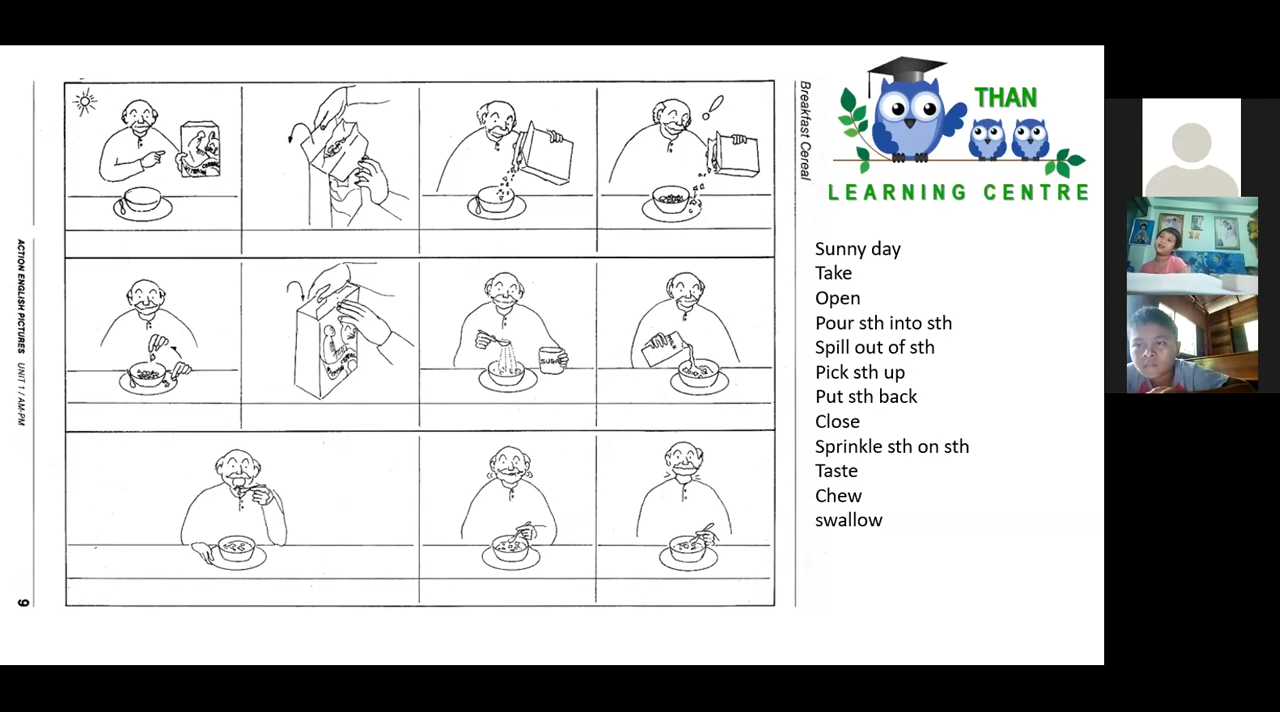 Breakfast Cereal
SUGAR
ACTION ENGLISH PICTURES UNIT 1 / AM-PM
9
THAN
LEARNING CENTRE
Sunny day
Take
Open
Pour sth into sth
Spill out of sth
Pick sth up
Put sth back
Close
Sprinkle sth on sth
Taste
Chew
swallow